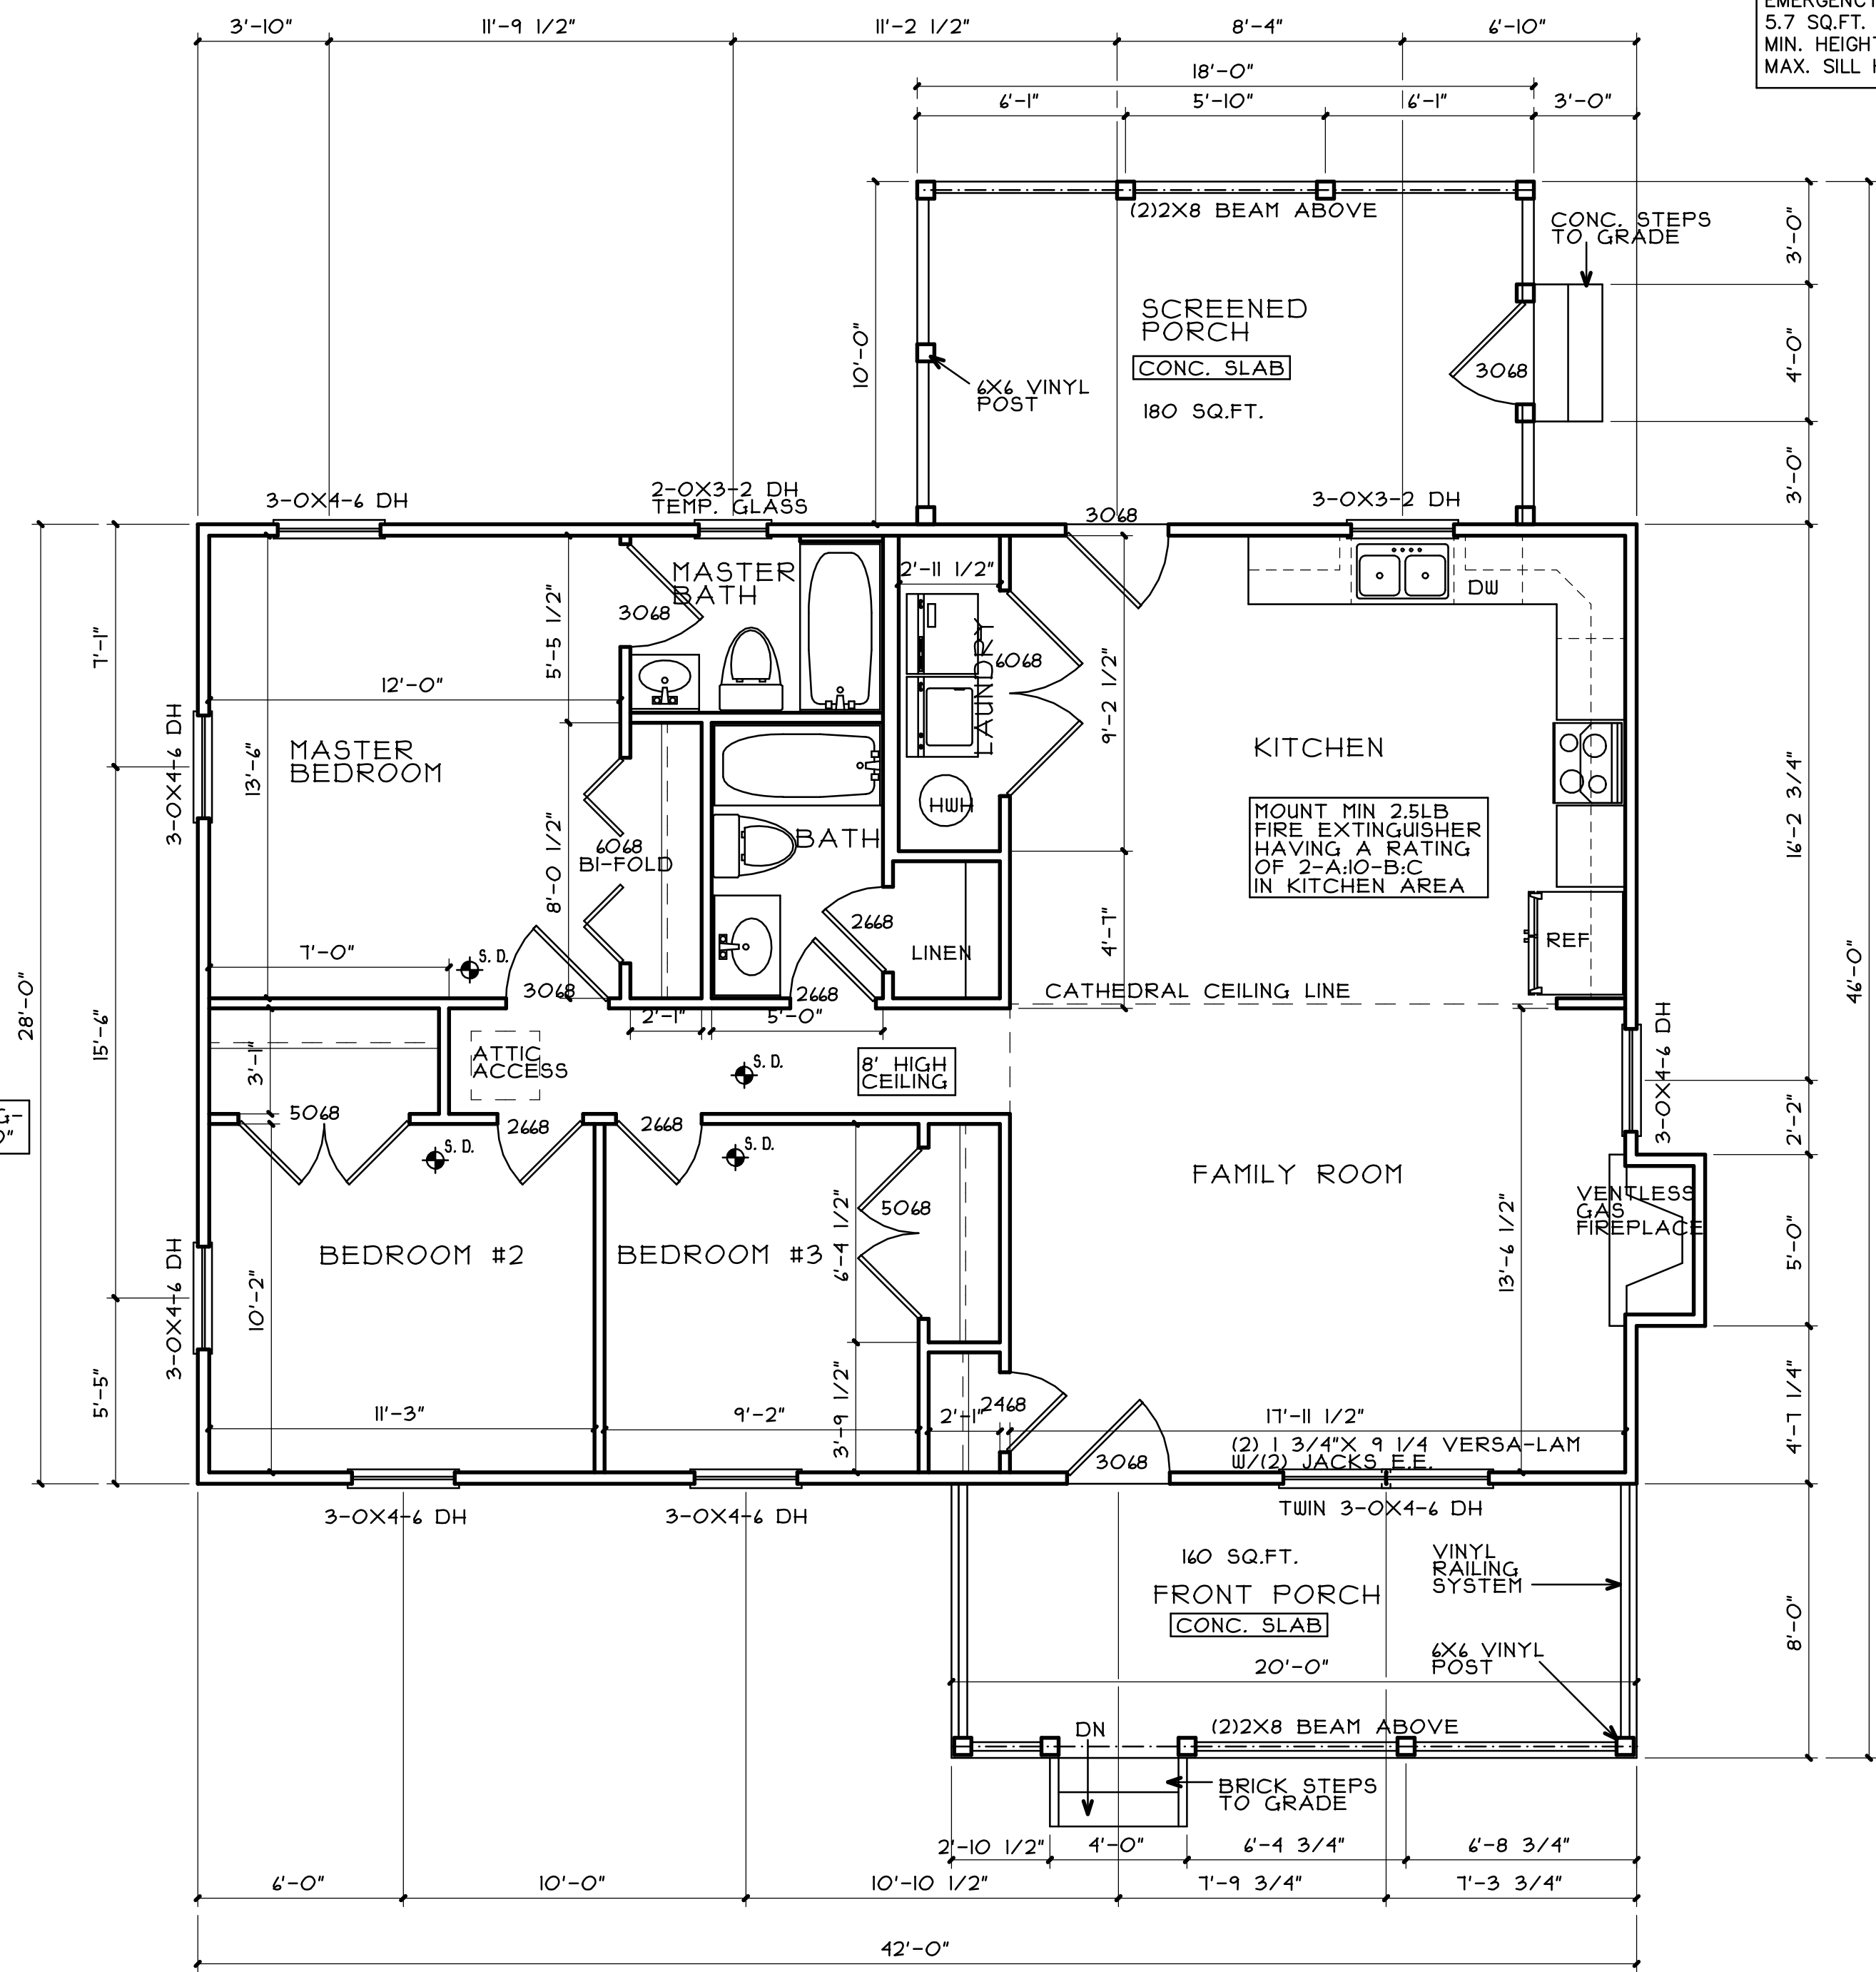 EMERGENCY
5.7 SQ.FT.
MIN. HEIGHT
MAX. SILL H
3'-10"
11'-9 1/2"
11'-2 1/2"
8'-4"
6'-10"
18'-0"
6'-1"
5'-10"
6'-1"
3'-0"
(2)2X8 BEAM ABOVE
CONC. STEPS
TO GRADE
3'-0"
SCREENED
PORCH
CONC. SLAB
180 SQ.FT.
10'-0"
6X6 VINYL
POST
3068
4'-0"
3'-0"
3-0X4-6 DH
2-0X3-2 DH
TEMP. GLASS
3068
3-0X3-2 DH
MASTER
BATH
3068
5'-5 1/2"
2'-11 1/2"
LAUNDRY
6068
9'-2 1/2"
DW
7'-1"
12'-0"
3-0X4-6 DH
13'-6"
MASTER
BEDROOM
KITCHEN
HWH
MOUNT MIN 2.5LB
FIRE EXTINGUISHER
HAVING A RATING
OF 2-A:10-B:C
IN KITCHEN AREA
16'-2 3/4"
6068
BI-FOLD
8'-0 1/2"
BATH
2668
LINEN
4'-7"
REF
7'-0"
S. D.
3068
2668
CATHEDRAL CEILING LINE
46'-0"
28'-0"
15'-6"
2'-1"
5'-0"
3'-1"
ATTIC
ACCESS
S. D.
8' HIGH
CEILING
3-0X4-6 DH
2'-2"
5068
2668
2668
S. D.
S. D.
FAMILY ROOM
VENTLESS
GAS
FIREPLACE
5068
6'-4 1/2"
5'-0"
3-0X4-6 DH
BEDROOM #2
BEDROOM #3
10'-2"
13'-6 1/2"
5'-5"
11'-3"
9'-2"
3'-9 1/2"
2'-1"
2468
17'-11 1/2"
4'-7 1/4"
(2) 1 3/4"X 9 1/4 VERSA-LAM
W/(2) JACKS E.E.
3068
3-0X4-6 DH
3-0X4-6 DH
TWIN 3-0X4-6 DH
160 SQ.FT.
FRONT PORCH
CONC. SLAB
VINYL
RAILING
SYSTEM
8'-0"
20'-0"
6X6 VINYL
POST
DN
(2)2X8 BEAM ABOVE
BRICK STEPS
TO GRADE
2'-10 1/2"
4'-0"
6'-4 3/4"
6'-8 3/4"
6'-0"
10'-0"
10'-10 1/2"
7'-9 3/4"
7'-3 3/4"
42'-0"